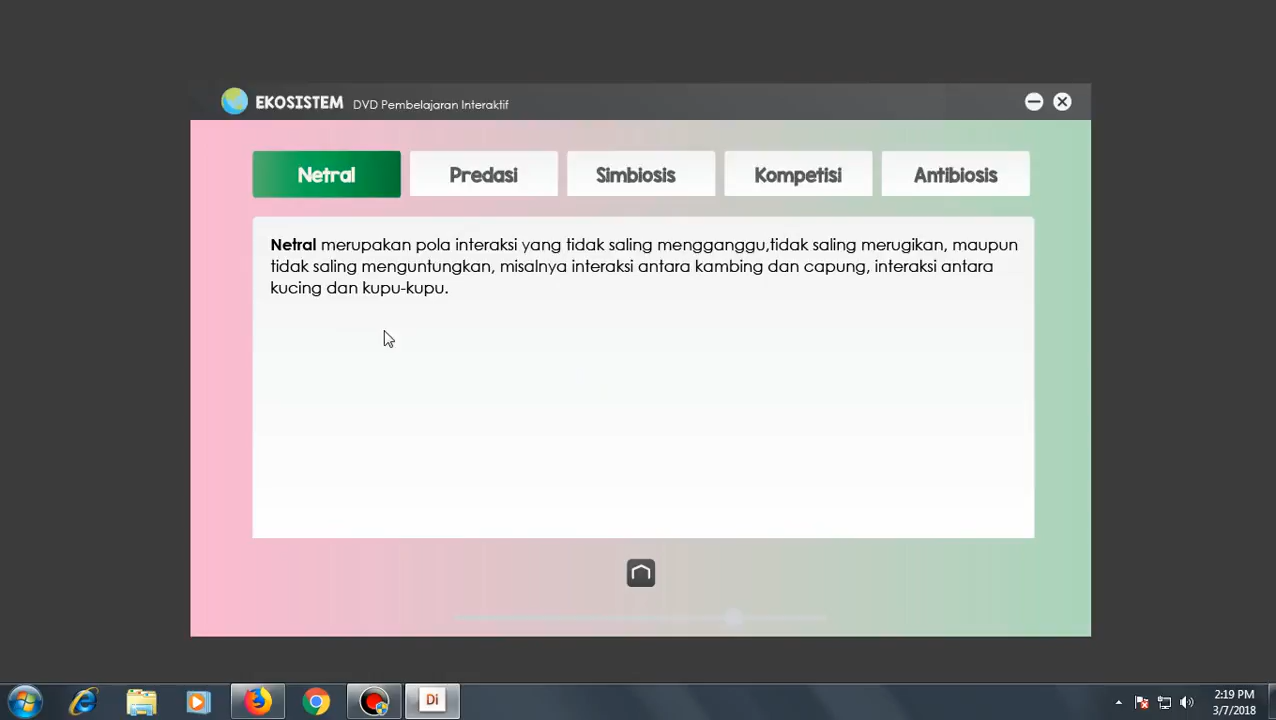 EKOSISTEM DVD Pembelajaran Interaktif
Netral Predasi Simbiosis Kompetisi Antibiosis
Netral merupakan pola interaksi yang tidak saling mengganggu,tidak saling merugikan, maupun
tidak saling menguntungkan, misalnya interaksi antara kambing dan capung, interaksi antara
kucing dan kupu-kupu.
Di
2:19 PM
3/7/2018